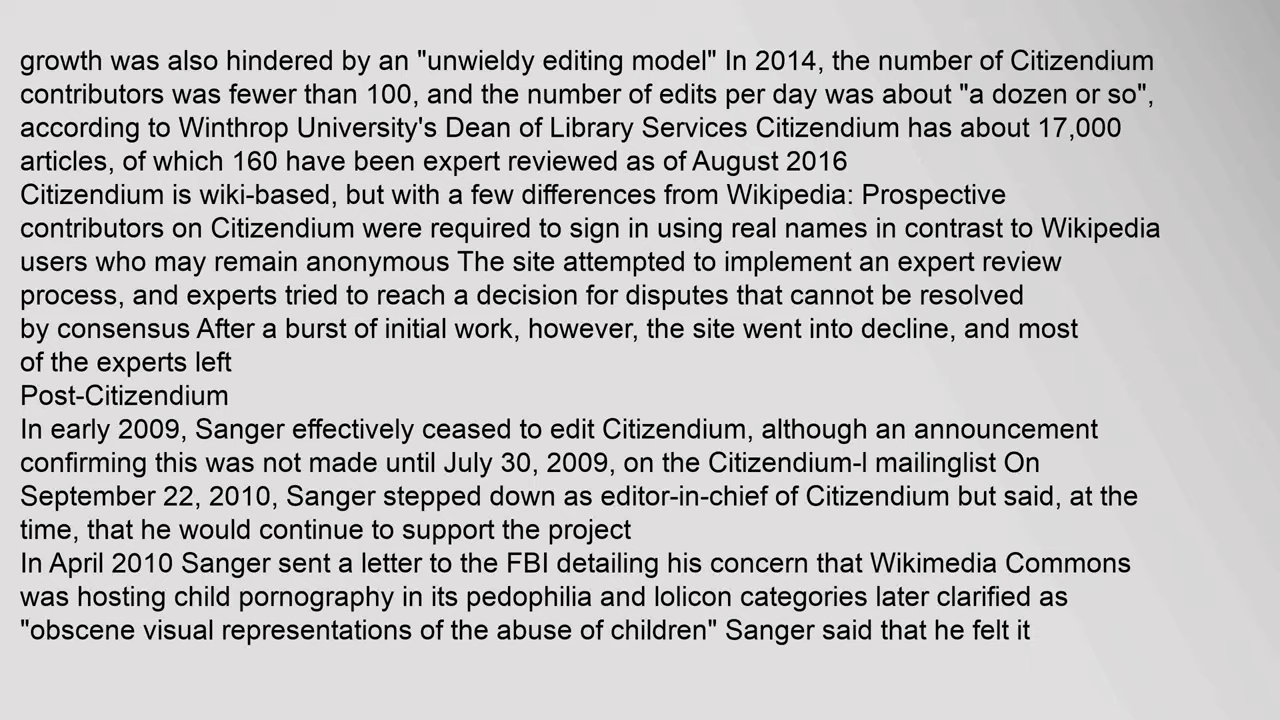 growth was also hindered by an "unwieldy editing model" In 2014, the number of Citizendium
contributors was fewer than 100, and the number of edits per day was about "a dozen or so",
according to Winthrop University's Dean of Library Services Citizendium has about 17,000
articles, of which 160 have been expert reviewed as of August 2016
Citizendium is wiki-based, but with a few differences from Wikipedia: Prospective
contributors on Citizendium were required to sign in using real names in contrast to Wikipedia
users who may remain anonymous The site attempted to implement an expert review
process, and experts tried to reach a decision for disputes that cannot be resolved
by consensus After a burst of initial work, however, the site went into decline, and most
of the experts left
Post-Citizendium
In early 2009, Sanger effectively ceased to edit Citizendium, although an announcement
confirming this was not made until July 30, 2009, on the Citizendium-l mailinglist On
September 22, 2010, Sanger stepped down as editor-in-chief of Citizendium but said, at the
time, that he would continue to support the project
In April 2010 Sanger sent a letter to the FBI detailing his concern that Wikimedia Commons
was hosting child pornography in its pedophilia and lolicon categories later clarified as
"obscene visual representations of the abuse of children" Sanger said that he felt it